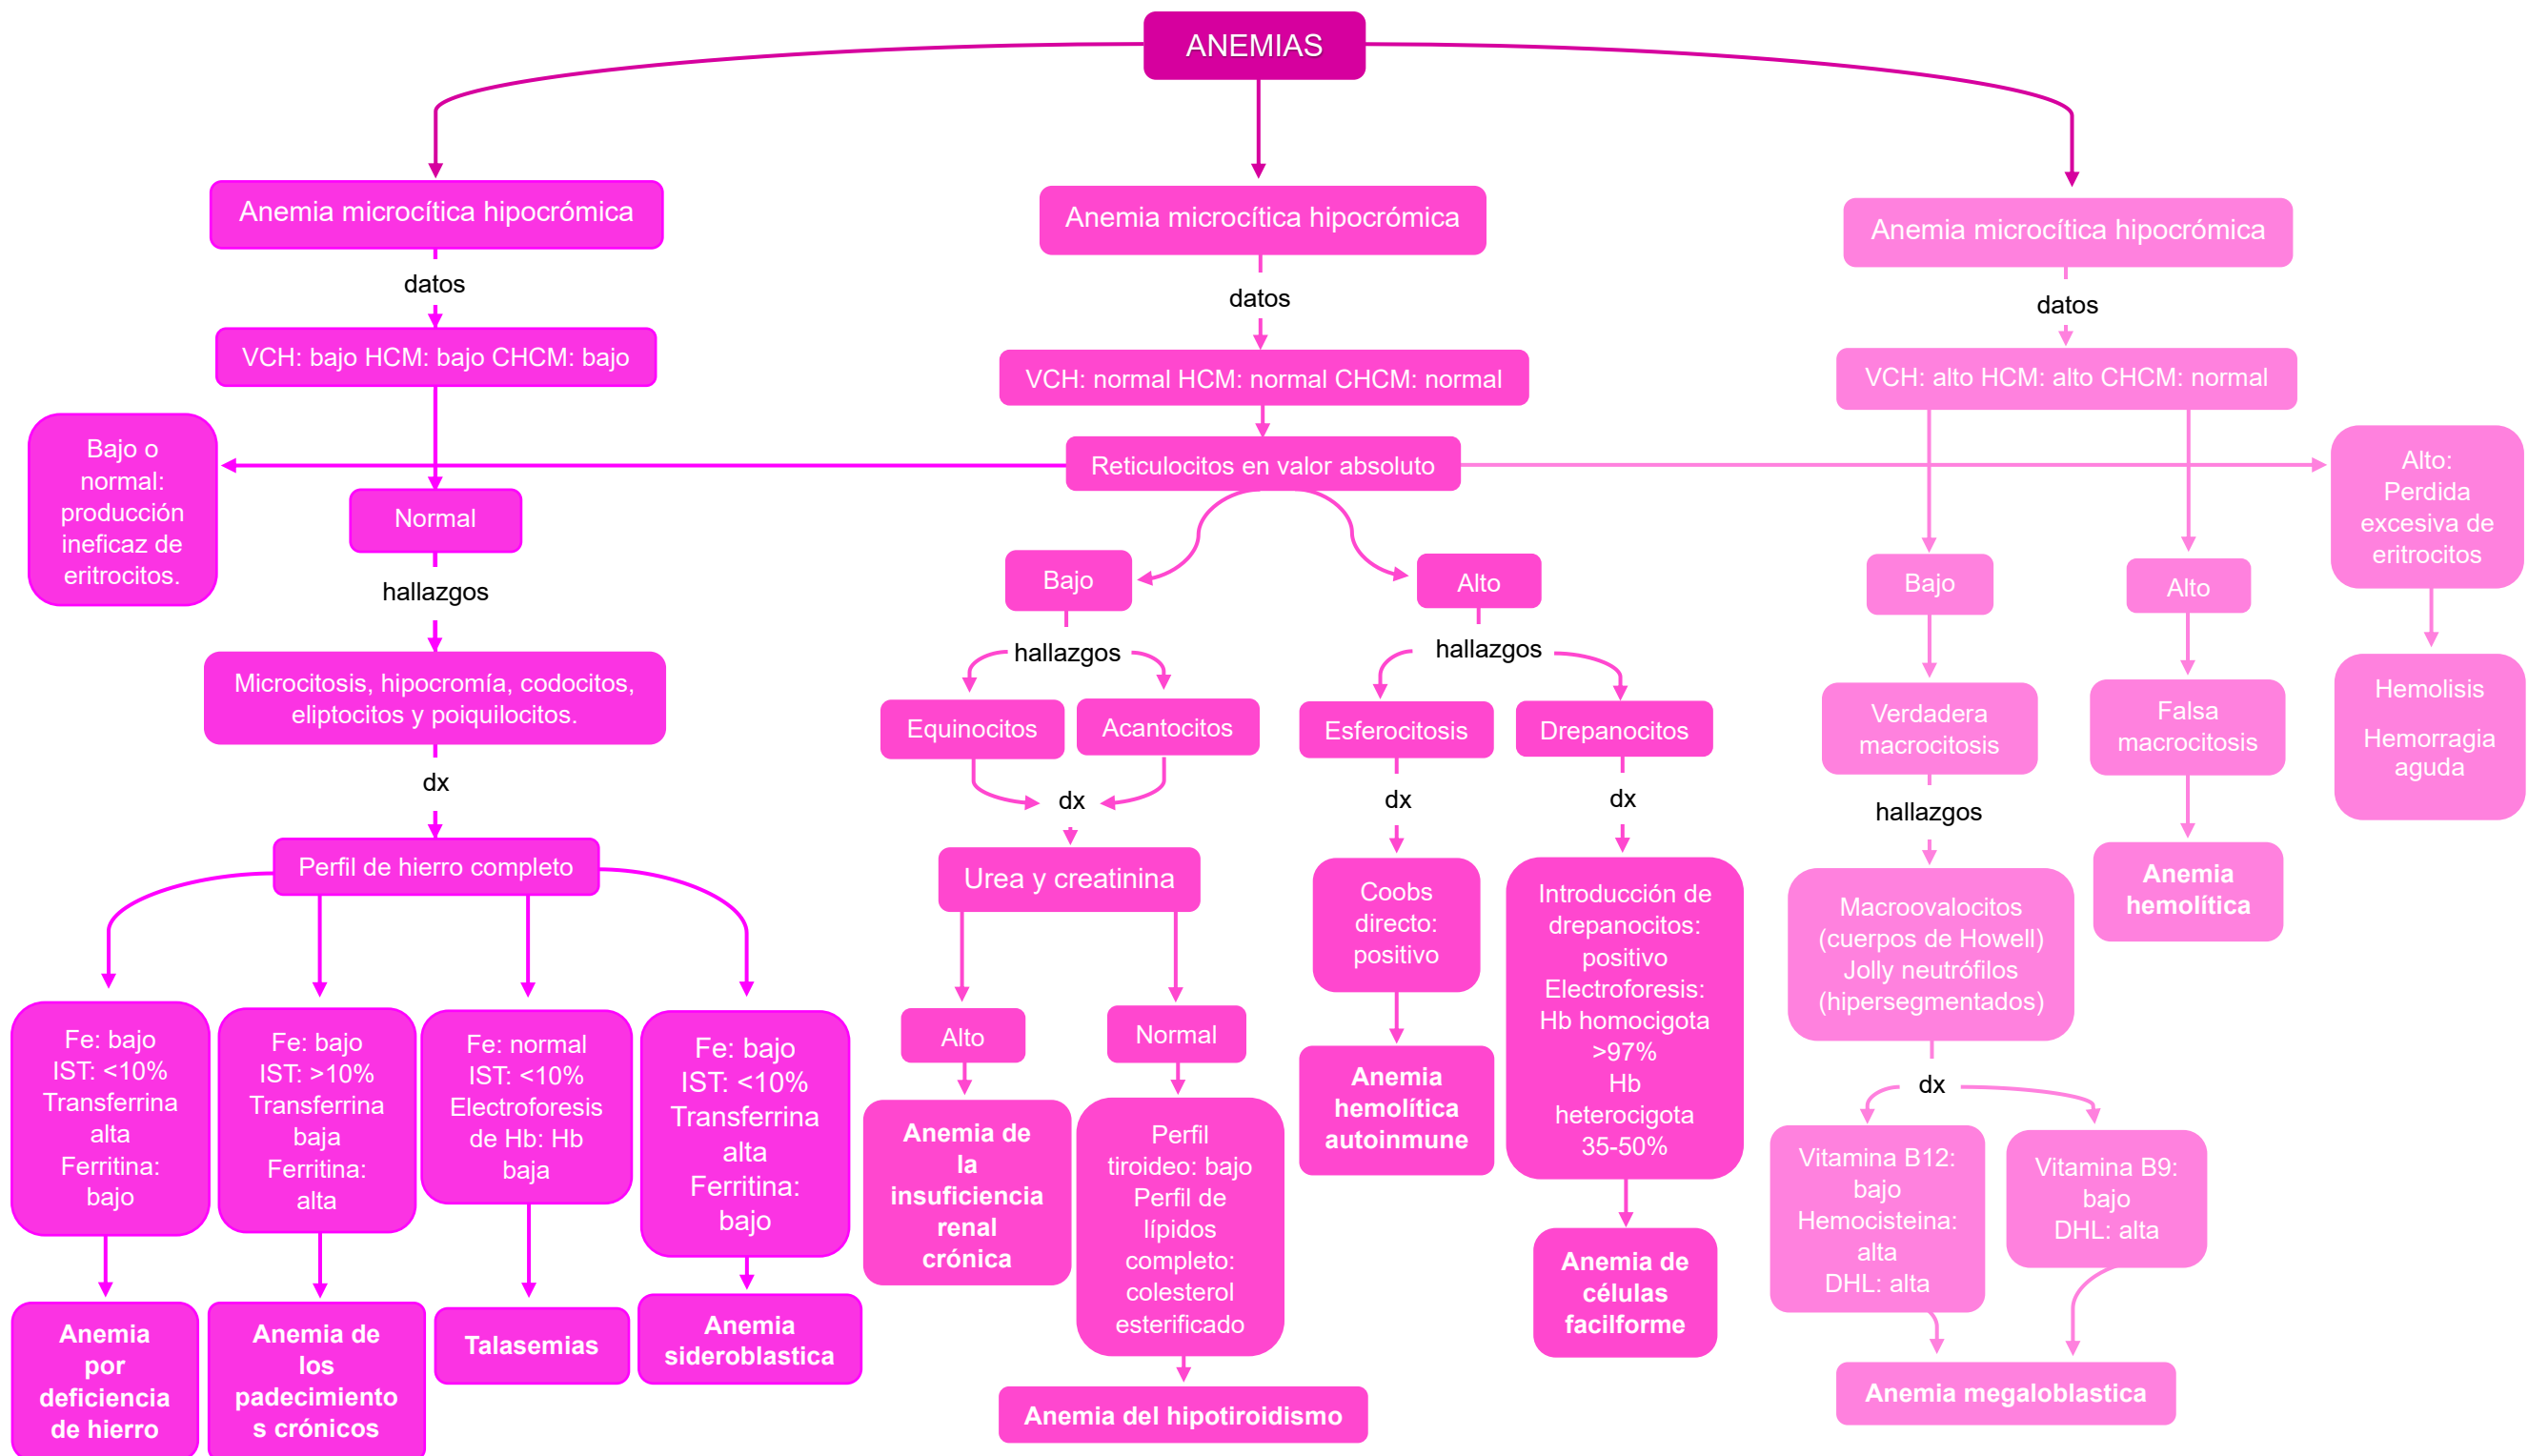 ANEMIAS
Anemia microcítica hipocrómica
datos
VCH: bajo HCM: bajo CHCM: bajo
Bajo o
normal:
producción
ineficaz de
eritrocitos.
Normal
hallazgos
Microcitosis, hipocromía, codocitos,
eliptocitos y poiquilocitos.
dx
Perfil de hierro completo
Fe: bajo
IST: <10%
Transferrina
alta
Ferritina:
bajo
Anemia
por
deficiencia
de hierro
Fe: bajo
IST: >10%
Transferrina
baja
Ferritina:
alta
Anemia de
los
padecimiento
s crónicos
Fe: normal
IST: <10%
Electroforesis
de Hb: Hb
baja
Talasemias
Fe: bajo
IST: <10%
Transferrina
alta
Ferritina:
bajo
Anemia
sideroblastica
Anemia microcítica hipocrómica
datos
VCH: normal HCM: normal CHCM: normal
Reticulocitos en valor absoluto
Bajo
hallazgos
Equinocitos
Acantocitos
dx
Urea y creatinina
Alto
Anemia de
la
insuficiencia
renal
crónica
Normal
Perfil
tiroideo: bajo
Perfil de
lípidos
completo:
colesterol
esterificado
Anemia del hipotiroidismo
Alto
hallazgos
Esferocitosis
dx
Coobs
directo:
positivo
Anemia
hemolítica
autoinmune
Drepanocitos
dx
Introducción de
drepanocitos:
positivo
Electroforesis:
Hb homocigota
>97%
Hb
heterocigota
35-50%
Anemia de
células
facilforme
Anemia microcítica hipocrómica
datos
VCH: alto HCM: alto CHCM: normal
Bajo
Verdadera
macrocitosis
hallazgos
Macroovalocitos
(cuerpos de Howell)
Jolly neutrófilos
(hipersegmentados)
dx
Vitamina B12:
bajo
Hemocisteina:
alta
DHL: alta
Vitamina B9:
bajo
DHL: alta
Anemia megaloblastica
Alto
Falsa
macrocitosis
Anemia
hemolítica
Alto:
Perdida
excesiva de
eritrocitos
Hemolisis
Hemorragia
aguda